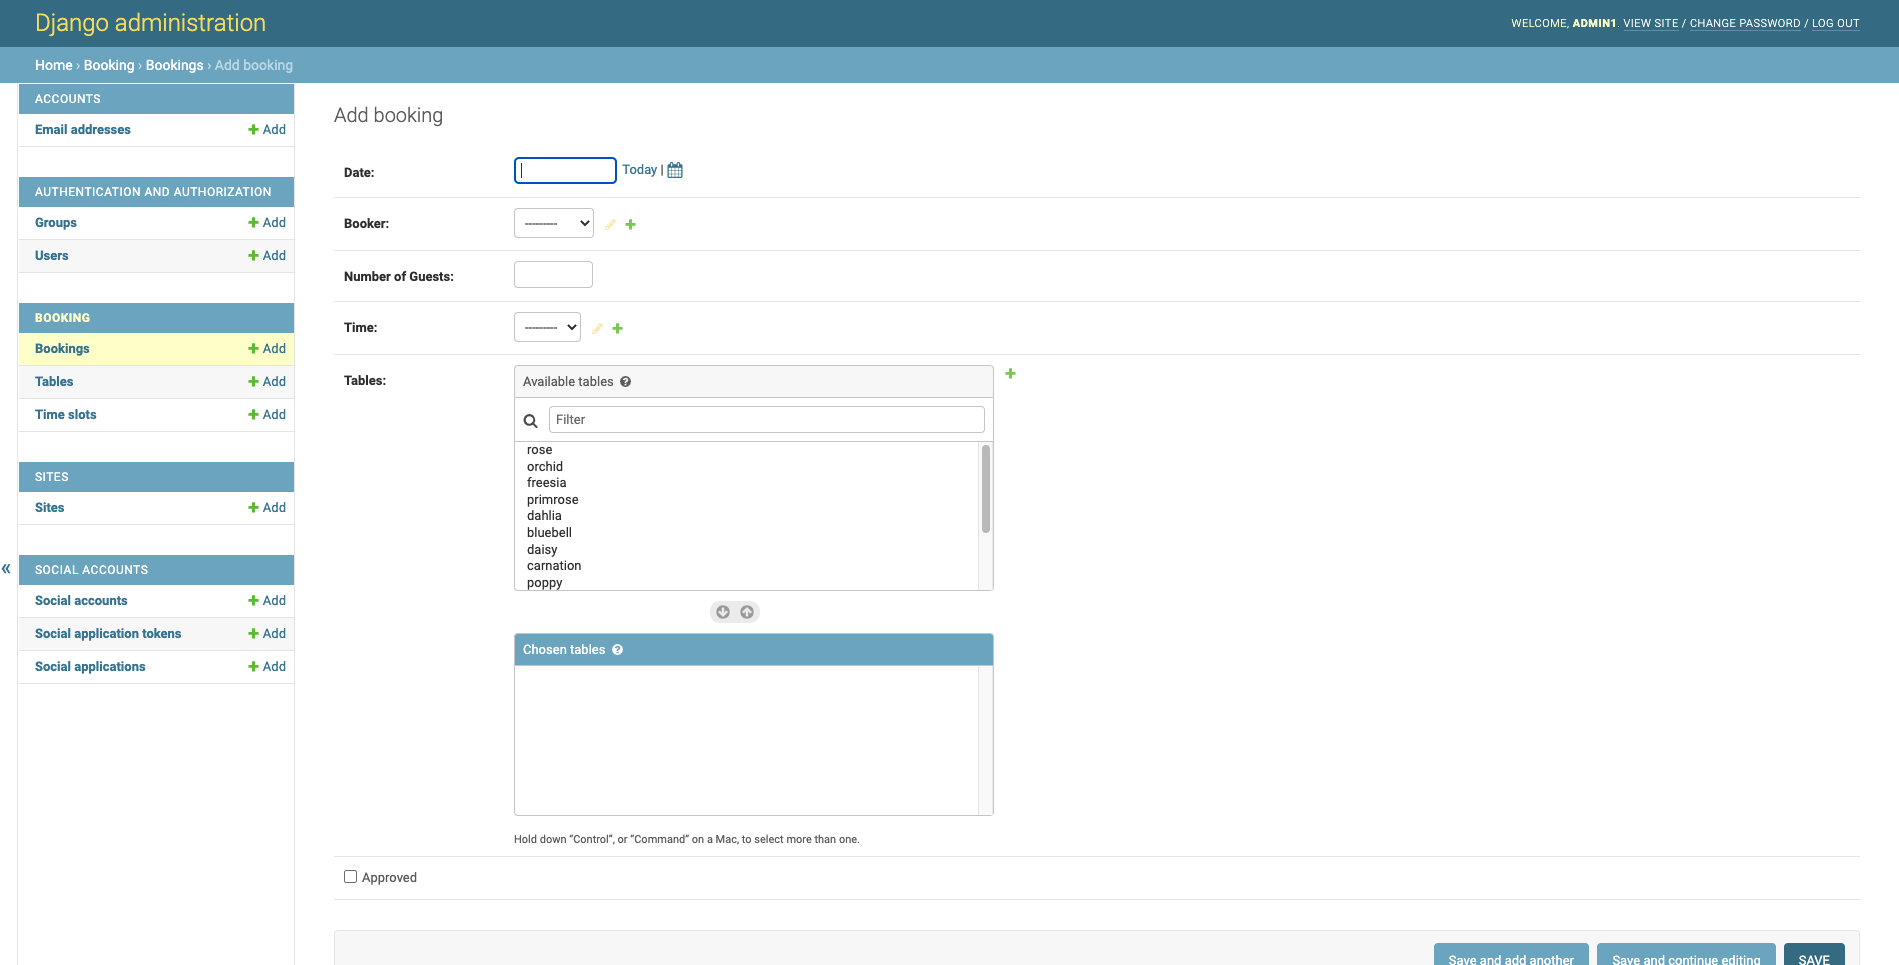 Django administration
WELCOME, ADMIN1. VIEW SITE / CHANGE PASSWORD / LOG OUT
Home › Booking › Bookings › Add booking
ACCOUNTS
Email addresses Add
AUTHENTICATION AND AUTHORIZATION
Groups Add
Users Add
BOOKING
Bookings Add
Tables Add
Time slots Add
SITES
Sites Add
«
SOCIAL ACCOUNTS
Social accounts Add
Social application tokens Add
Social applications Add
Add booking
Date: Today |
Booker: ---------
Number of Guests:
Time: ---------
Tables:
Available tables
Filter
rose
orchid
freesia
primrose
dahlia
bluebell
daisy
carnation
poppy
Chosen tables
Hold down “Control”, or “Command” on a Mac, to select more than one.
Approved
Save and add another Save and continue editing SAVE